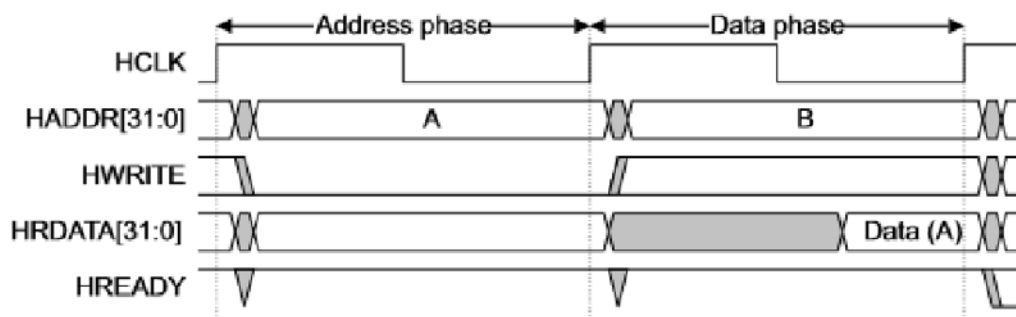 Address phase Data phase
HCLK
HADDR[31:0] A B
HWRITE
HRDATA[31:0] Data (A)
HREADY